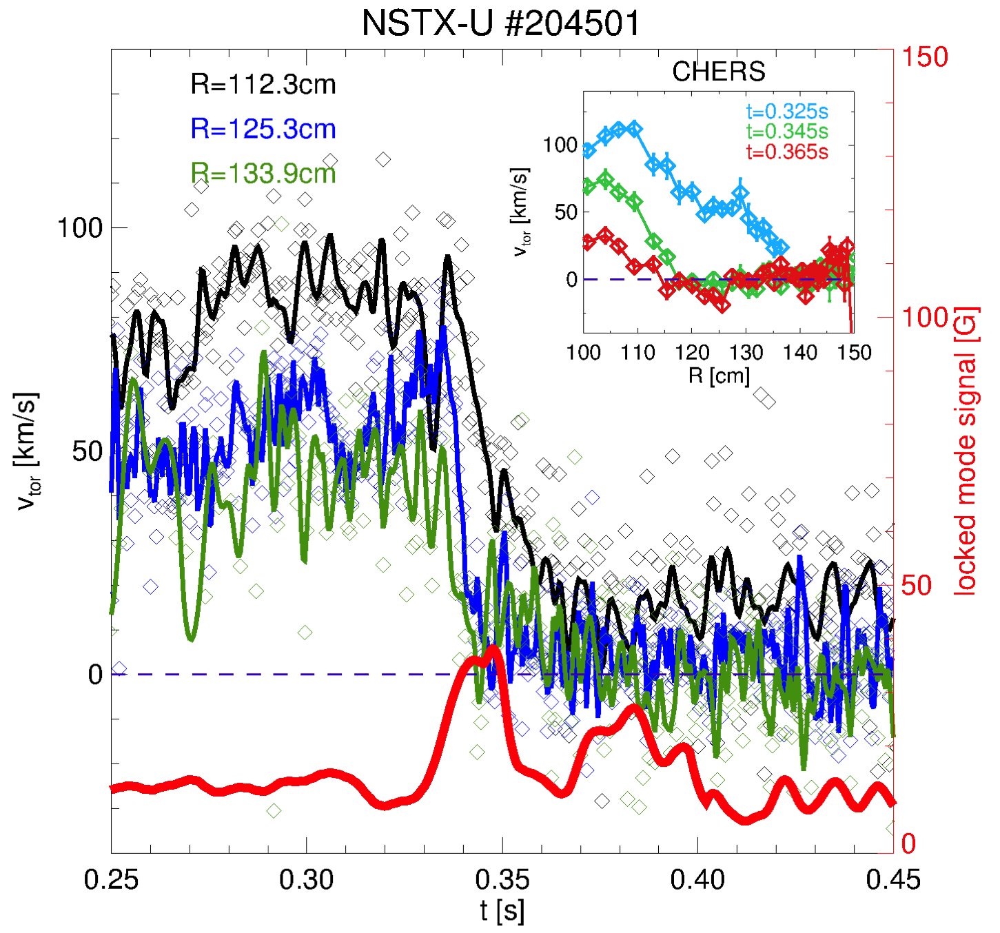 NSTX-U #204501
R=112.3cm
R=125.3cm
R=133.9cm
CHERS
t=0.325s
t=0.345s
t=0.365s
100
50
0
v_tor [km/s]
100 110 120 130 140 150
R [cm]
100
50
0
v_tor [km/s]
150
100
50
0
locked mode signal [G]
0.25 0.30 0.35 0.40 0.45
t [s]